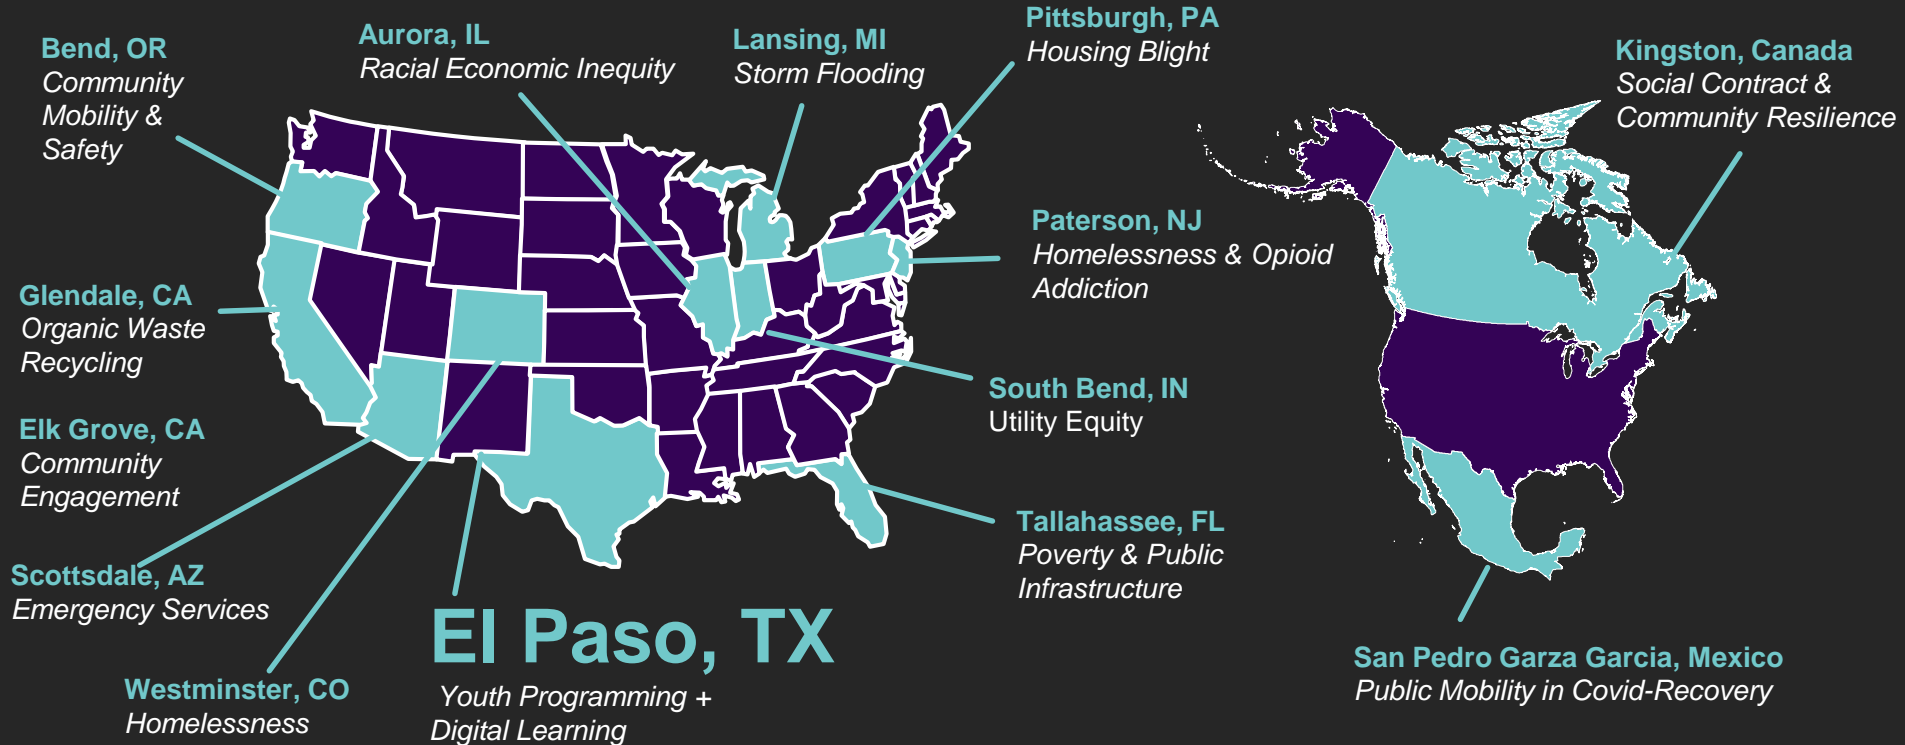 Bend, OR
Community
Mobility &
Safety
Aurora, IL
Racial Economic Inequity
Lansing, MI
Storm Flooding
Pittsburgh, PA
Housing Blight
Kingston, Canada
Social Contract &
Community Resilience
Paterson, NJ
Homelessness & Opioid
Addiction
Glendale, CA
Organic Waste
Recycling
South Bend, IN
Utility Equity
Elk Grove, CA
Community
Engagement
Tallahassee, FL
Poverty & Public
Infrastructure
Scottsdale, AZ
Emergency Services
El Paso, TX
Youth Programming +
Digital Learning
Westminster, CO
Homelessness
San Pedro Garza Garcia, Mexico
Public Mobility in Covid-Recovery